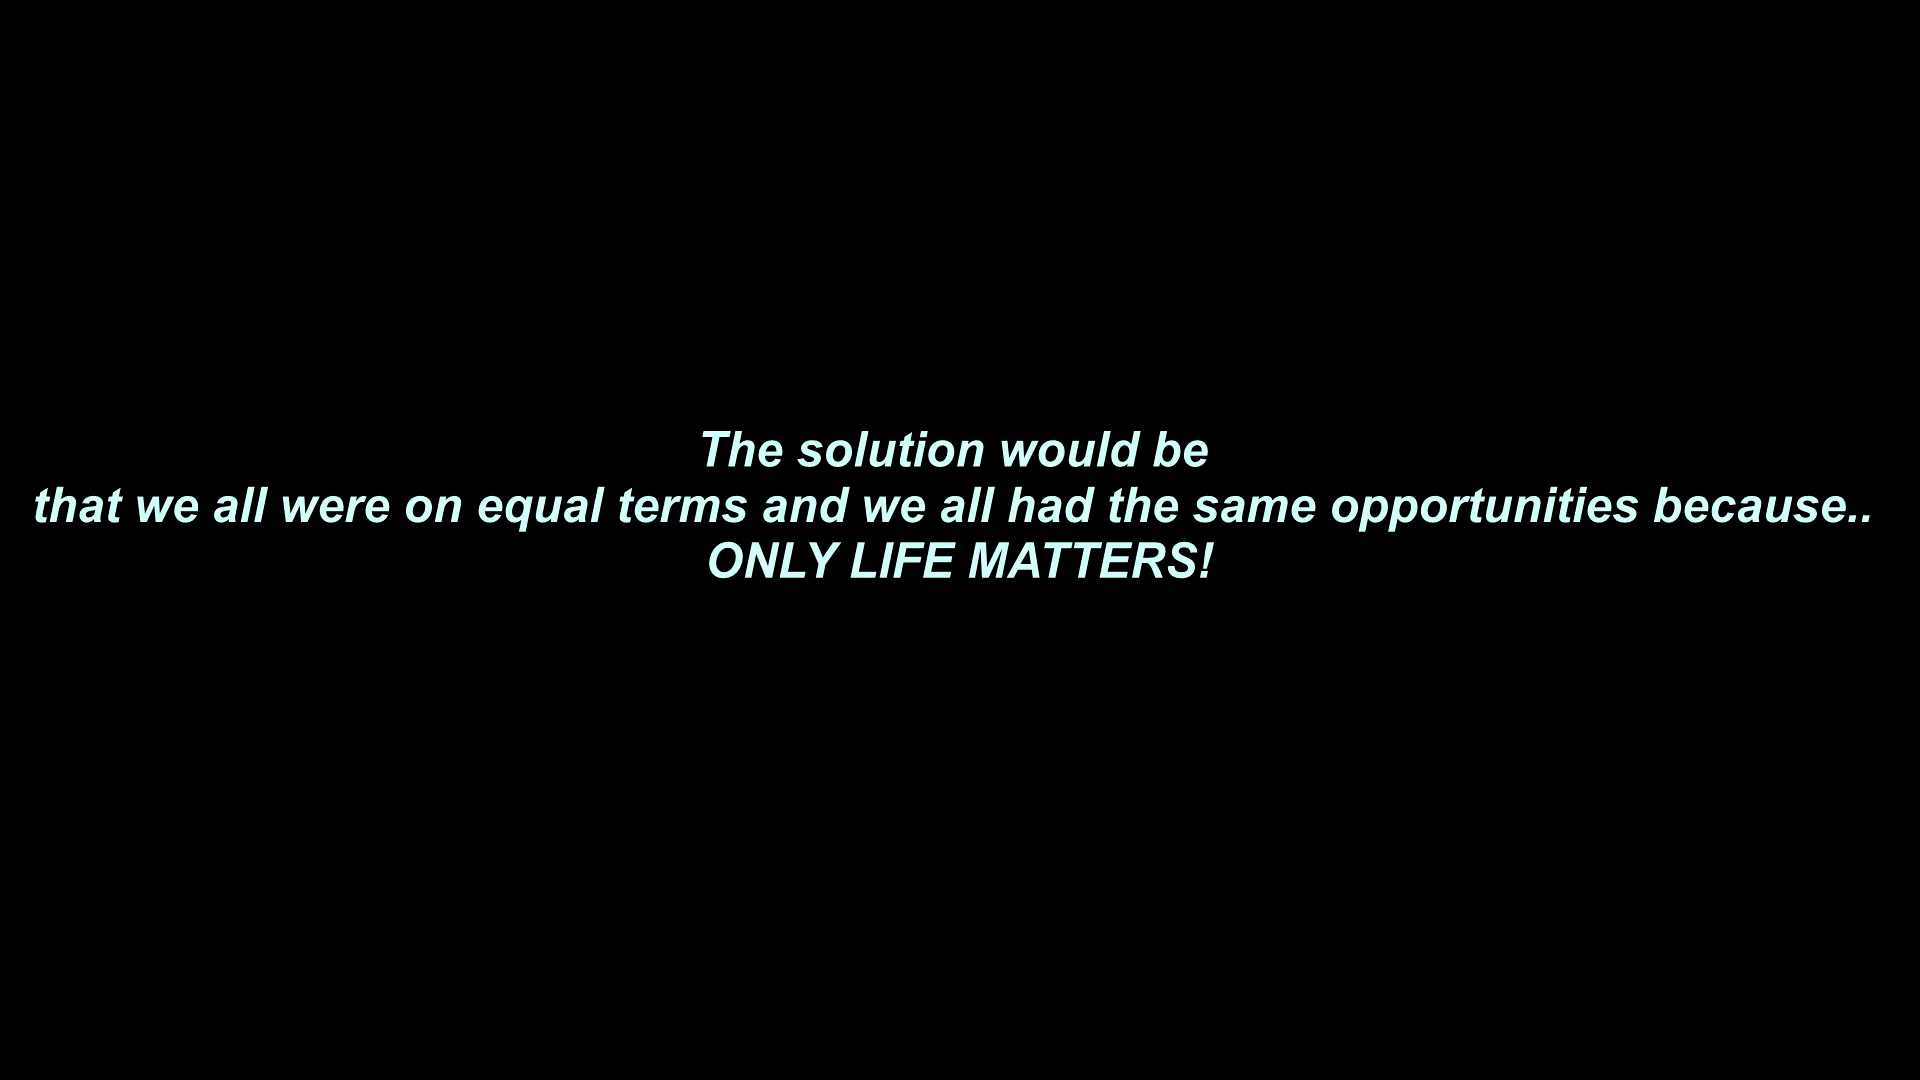 The solution would be
that we all were on equal terms and we all had the same opportunities because..
ONLY LIFE MATTERS!